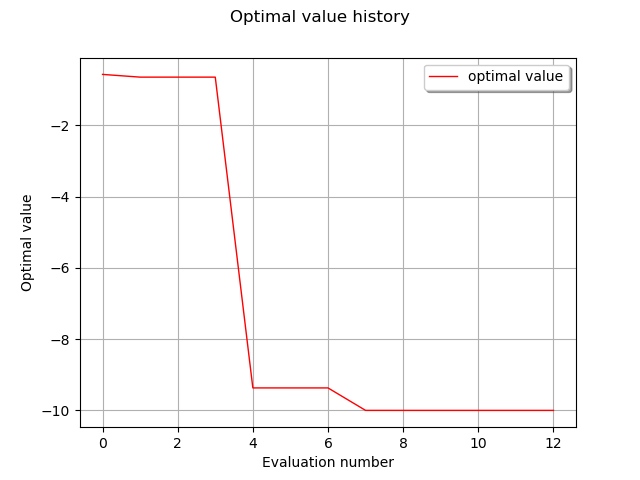 Optimal value history
optimal value
Optimal value
−2
−4
−6
−8
−10
0 2 4 6 8 10 12
Evaluation number